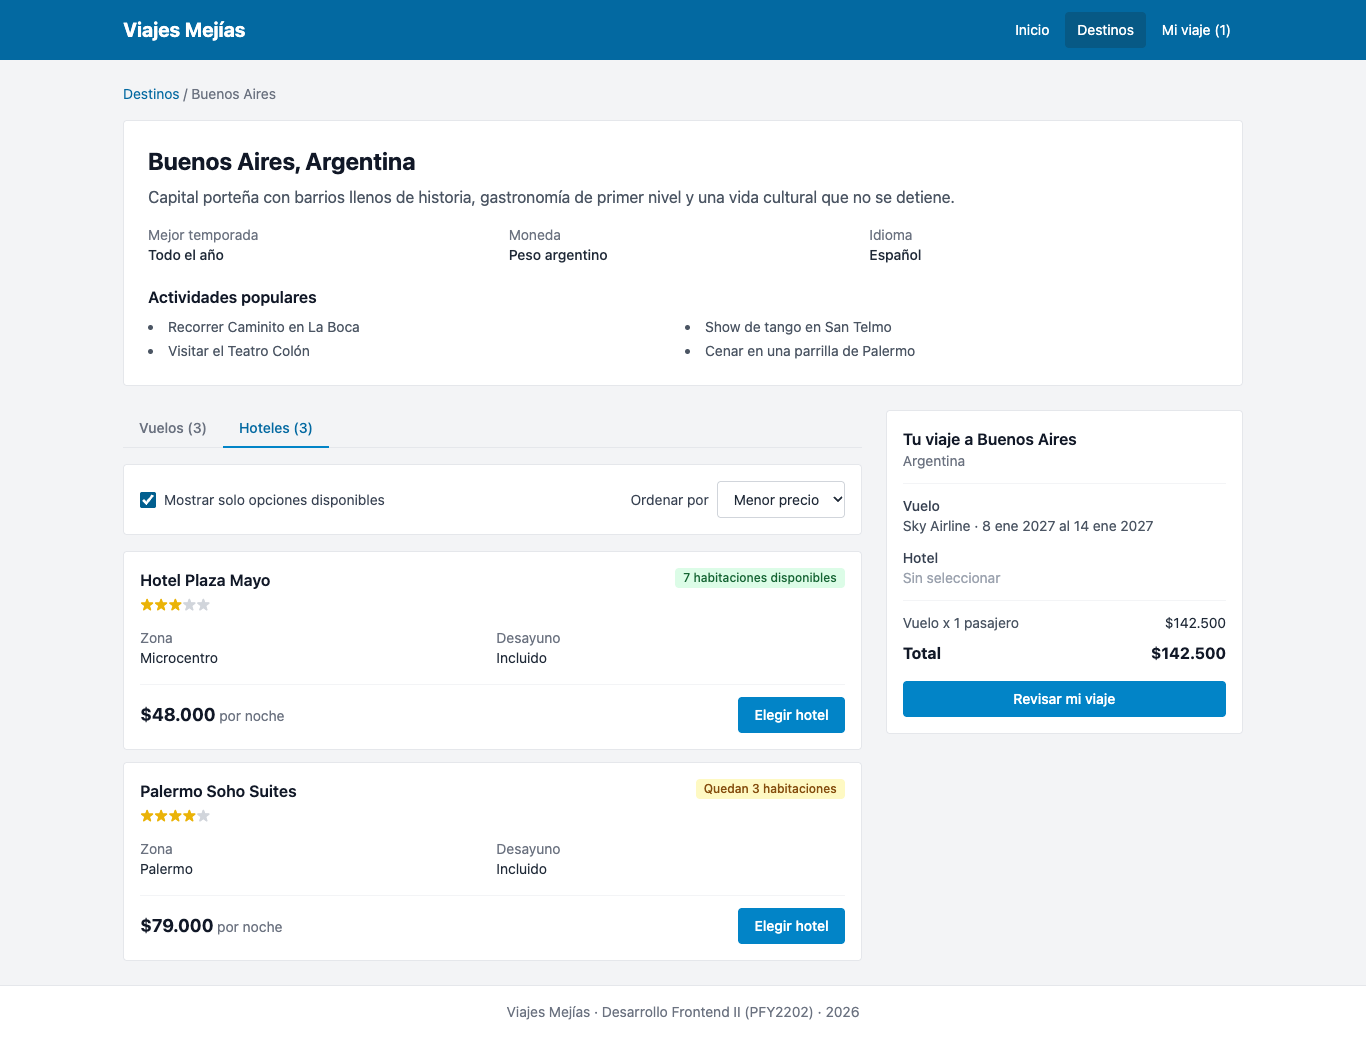 Viajes Mejías
Inicio
Destinos
Mi viaje (1)
Destinos / Buenos Aires
Buenos Aires, Argentina
Capital porteña con barrios llenos de historia, gastronomía de primer nivel y una vida cultural que no se detiene.
Mejor temporada
Todo el año
Moneda
Peso argentino
Idioma
Español
Actividades populares
Recorrer Caminito en La Boca
Show de tango en San Telmo
Visitar el Teatro Colón
Cenar en una parrilla de Palermo
Vuelos (3)
Hoteles (3)
Mostrar solo opciones disponibles
Ordenar por
Menor precio
Hotel Plaza Mayo
7 habitaciones disponibles
Zona
Microcentro
Desayuno
Incluido
$48.000 por noche
Elegir hotel
Palermo Soho Suites
Quedan 3 habitaciones
Zona
Palermo
Desayuno
Incluido
$79.000 por noche
Elegir hotel
Tu viaje a Buenos Aires
Argentina
Vuelo
Sky Airline · 8 ene 2027 al 14 ene 2027
Hotel
Sin seleccionar
Vuelo x 1 pasajero
$142.500
Total
$142.500
Revisar mi viaje
Viajes Mejías · Desarrollo Frontend II (PFY2202) · 2026